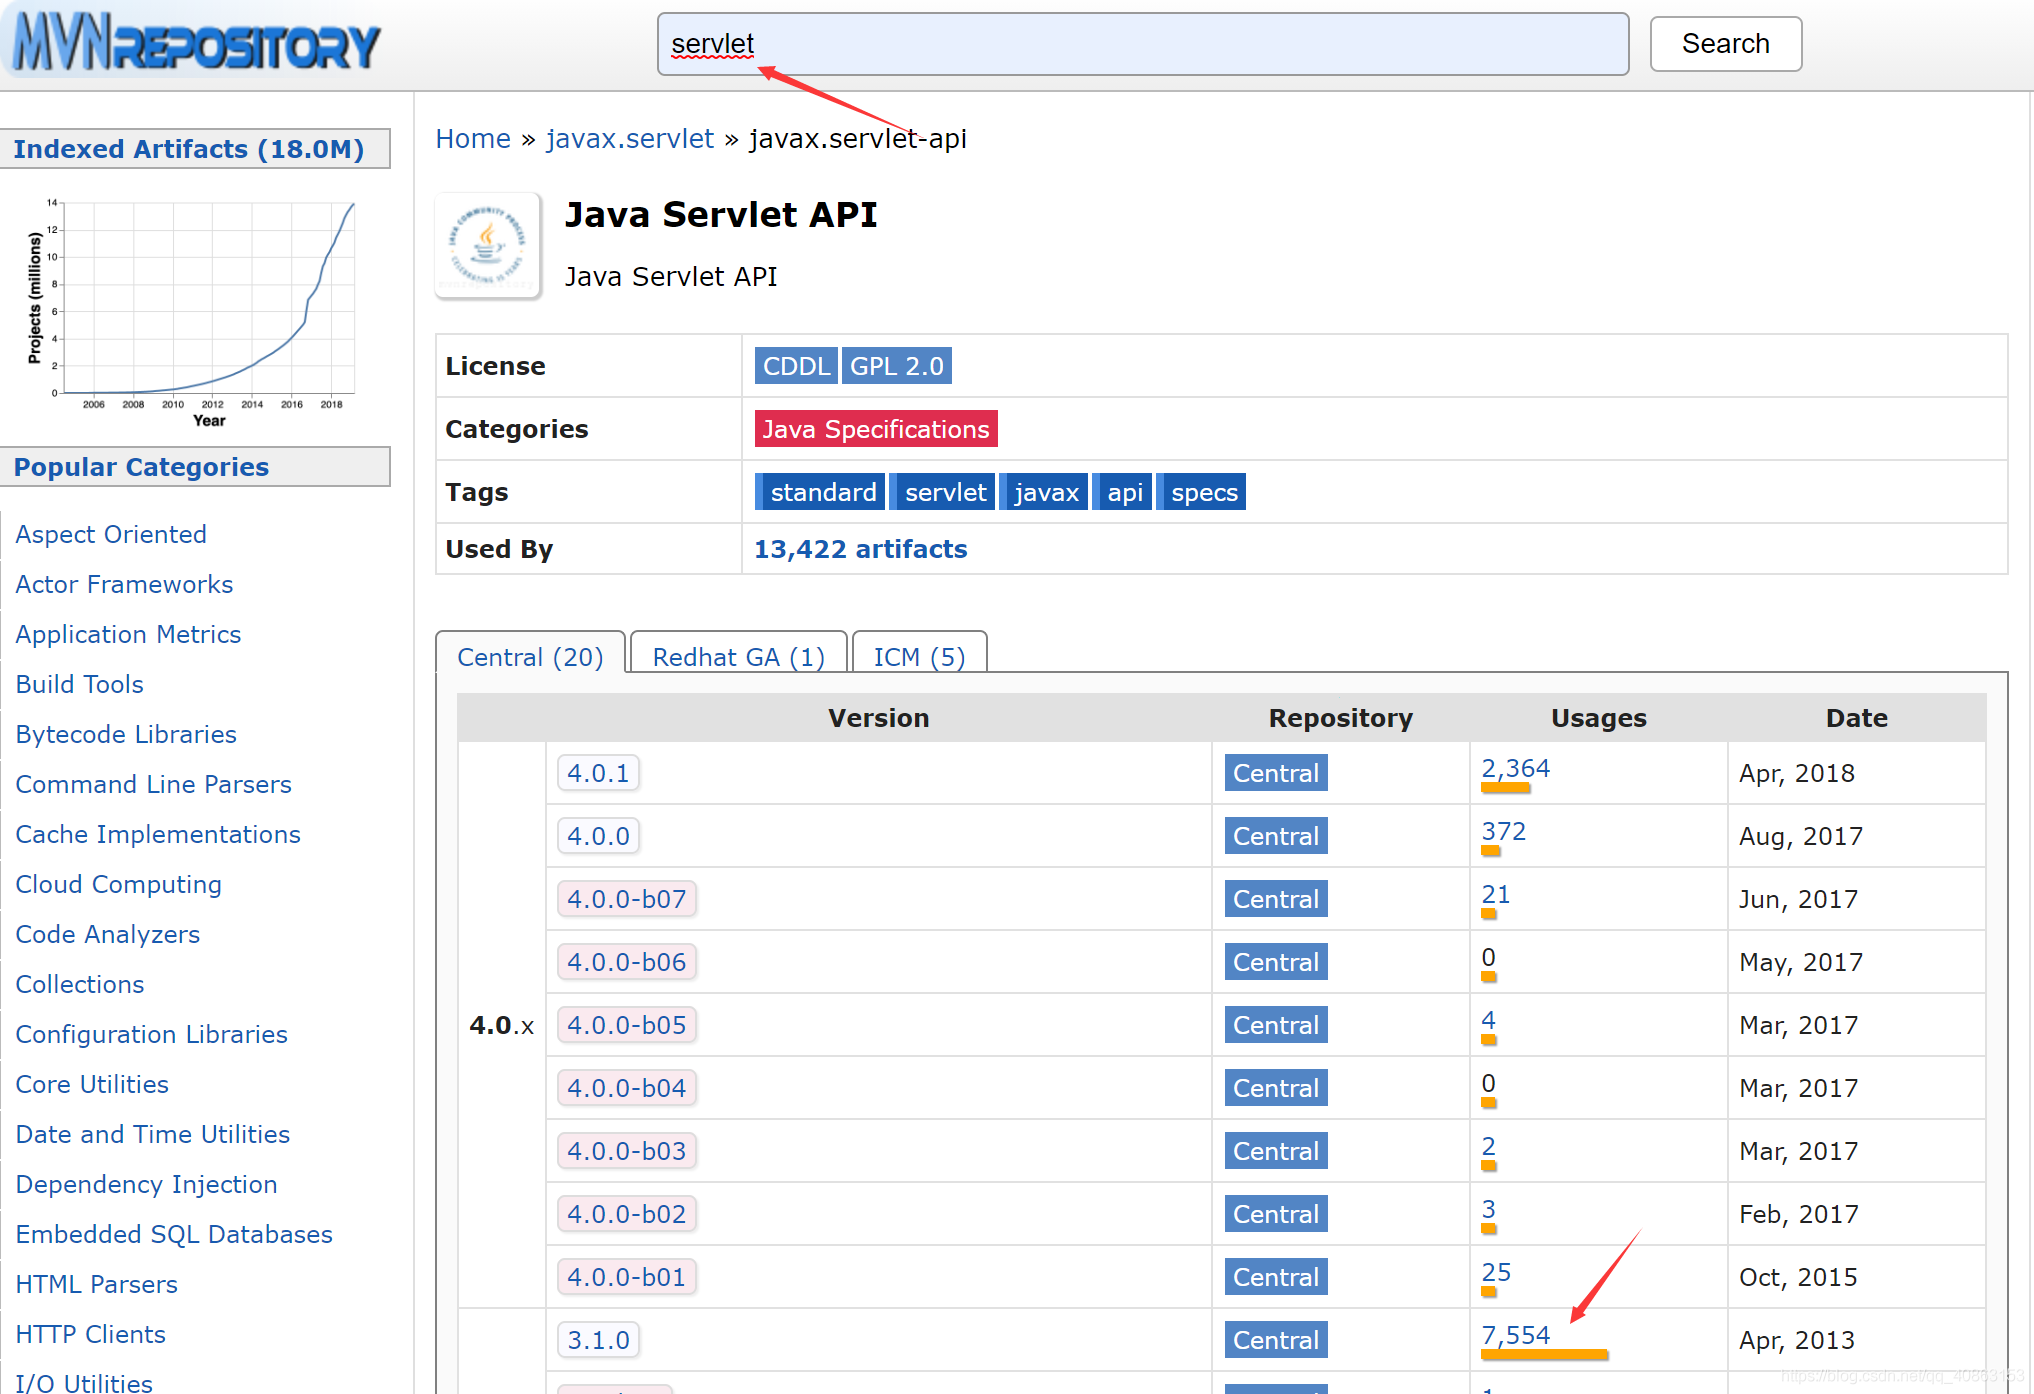 MVNREPOSITORY
servlet
Search
Indexed Artifacts (18.0M)
14
12
10
8
6
4
2
0
Projects (millions)
2006 2008 2010 2012 2014 2016 2018
Year
Popular Categories
Aspect Oriented
Actor Frameworks
Application Metrics
Build Tools
Bytecode Libraries
Command Line Parsers
Cache Implementations
Cloud Computing
Code Analyzers
Collections
Configuration Libraries
Core Utilities
Date and Time Utilities
Dependency Injection
Embedded SQL Databases
HTML Parsers
HTTP Clients
I/O Utilities
Home » javax.servlet » javax.servlet-api
JAVA COMMUNITY PROCESS
CELEBRATING 15 YEARS
Java Servlet API
Java Servlet API
License CDDL GPL 2.0
Categories Java Specifications
Tags standard servlet javax api specs
Used By 13,422 artifacts
Central (20) Redhat GA (1) ICM (5)
Version Repository Usages Date
4.0.x
4.0.1 Central 2,364 Apr, 2018
4.0.0 Central 372 Aug, 2017
4.0.0-b07 Central 21 Jun, 2017
4.0.0-b06 Central 0 May, 2017
4.0.0-b05 Central 4 Mar, 2017
4.0.0-b04 Central 0 Mar, 2017
4.0.0-b03 Central 2 Mar, 2017
4.0.0-b02 Central 3 Feb, 2017
4.0.0-b01 Central 25 Oct, 2015
3.1.0 Central 7,554 Apr, 2013